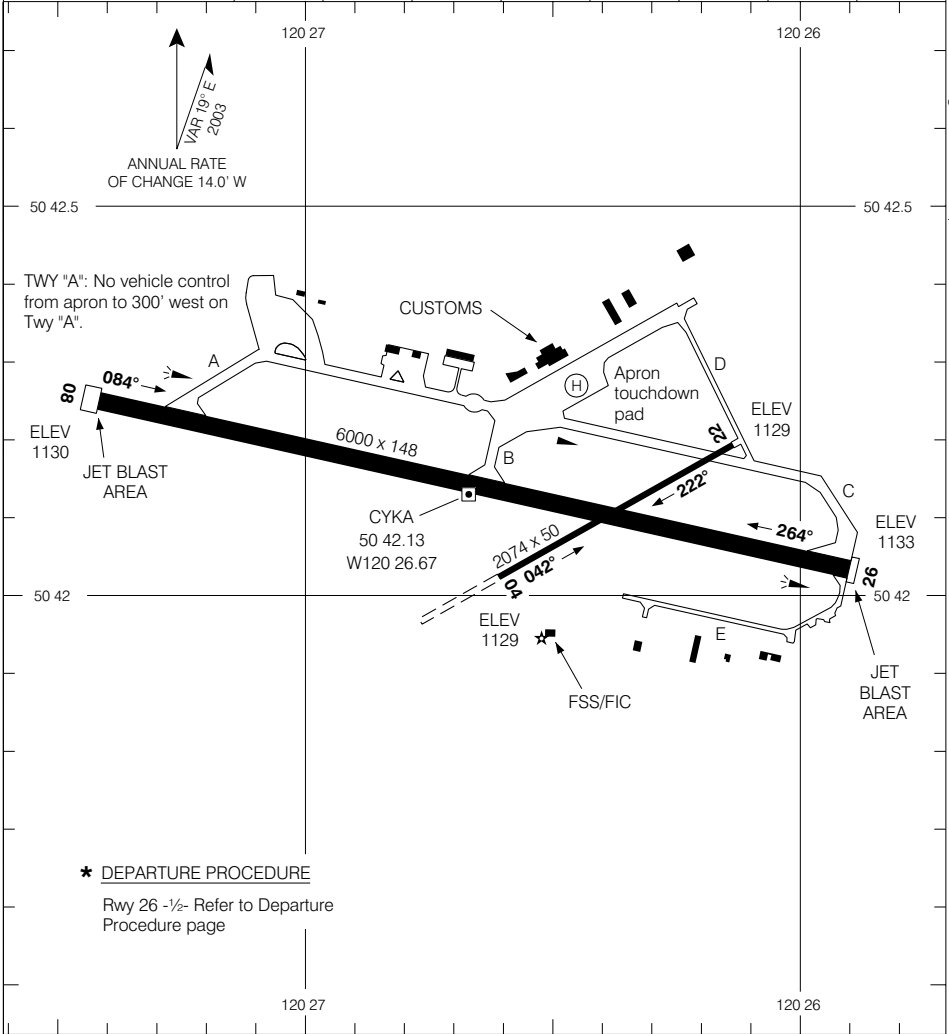 120 27
120 26
VAR 19° E
2003
ANNUAL RATE
OF CHANGE 14.0' W
50 42.5
50 42.5
TWY "A": No vehicle control
from apron to 300' west on
Twy "A".
CUSTOMS
A
D
H
Apron
touchdown
pad
08
084°
ELEV
1130
JET BLAST
AREA
6000 x 148
22
ELEV
1129
222°
B
C
CYKA
50 42.13
W120 26.67
2074 x 50
042°
04
264°
ELEV
1133
26
50 42
50 42
ELEV
1129
E
FSS/FIC
JET
BLAST
AREA
* DEPARTURE PROCEDURE
Rwy 26 -½- Refer to Departure
Procedure page
120 27
120 26